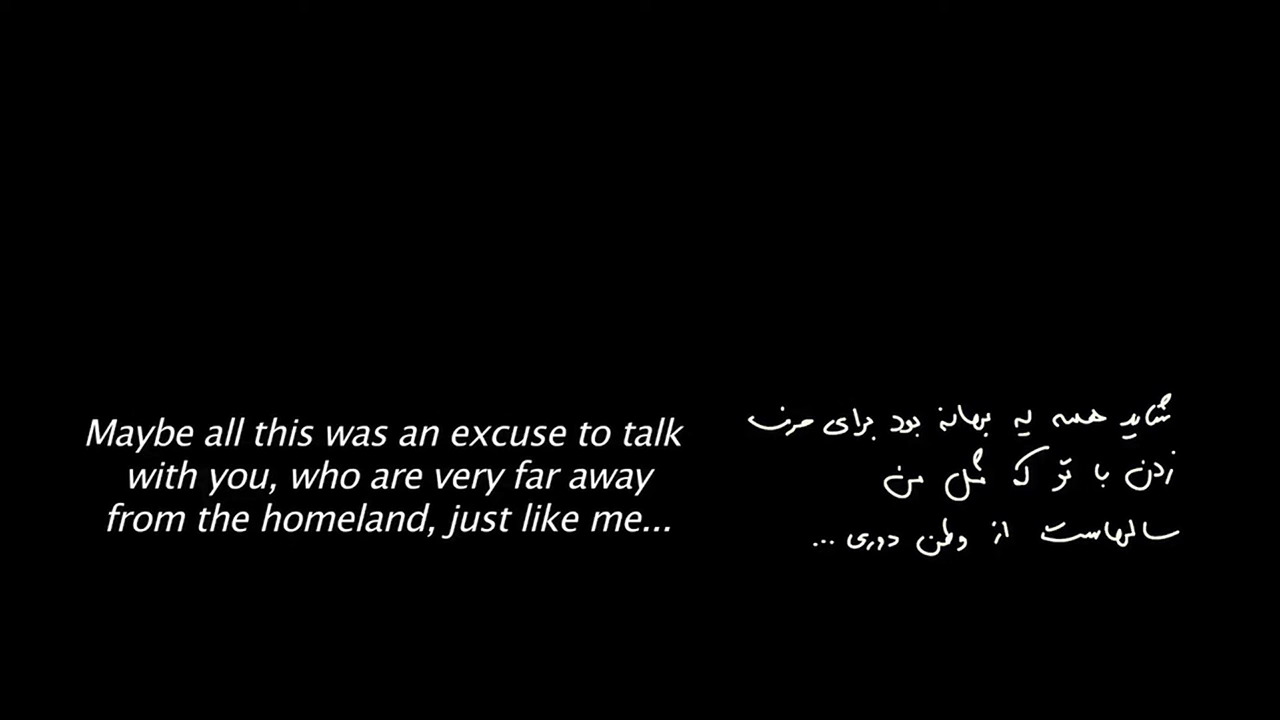 Maybe all this was an excuse to talk
with you, who are very far away
from the homeland, just like me...
شاید همه یه بهانه بود برای حرف
زدن با تو که مثل من
سالهاست از وطن دوری ...